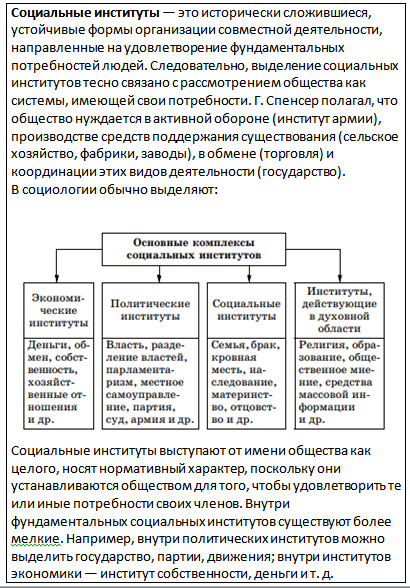 Социальные институты — это исторически сложившиеся,
устойчивые формы организации совместной деятельности,
направленные на удовлетворение фундаментальных
потребностей людей. Следовательно, выделение социальных
институтов тесно связано с рассмотрением общества как
системы, имеющей свои потребности. Г. Спенсер полагал, что
общество нуждается в активной обороне (институт армии),
производстве средств поддержания существования (сельское
хозяйство, фабрики, заводы), в обмене (торговля) и
координации этих видов деятельности (государство).
В социологии обычно выделяют:
Основные комплексы
социальных институтов
Экономи-
ческие
институты
Деньги, об-
мен, собст-
венность,
хозяйст-
венные от-
ношения
и др.
Политические
институты
Власть, разде-
ление властей,
парламента-
ризм, местное
самоуправле-
ние, партия,
суд, армия и др.
Социальные
институты
Семья, брак,
кровная
месть, на-
следование,
материнст-
во, отцовст-
во и др.
Институты,
действующие
в духовной
области
Религия, об-
разование, обще-
ственное мне-
ние, средства
массовой ин-
формации
и др.
Социальные институты выступают от имени общества как
целого, носят нормативный характер, поскольку они
устанавливаются обществом для того, чтобы удовлетворить те
или иные потребности своих членов. Внутри
фундаментальных социальных институтов существуют более
мелкие. Например, внутри политических институтов можно
выделить государство, партии, движения; внутри институтов
экономики — институт собственности, деньги и т. д.